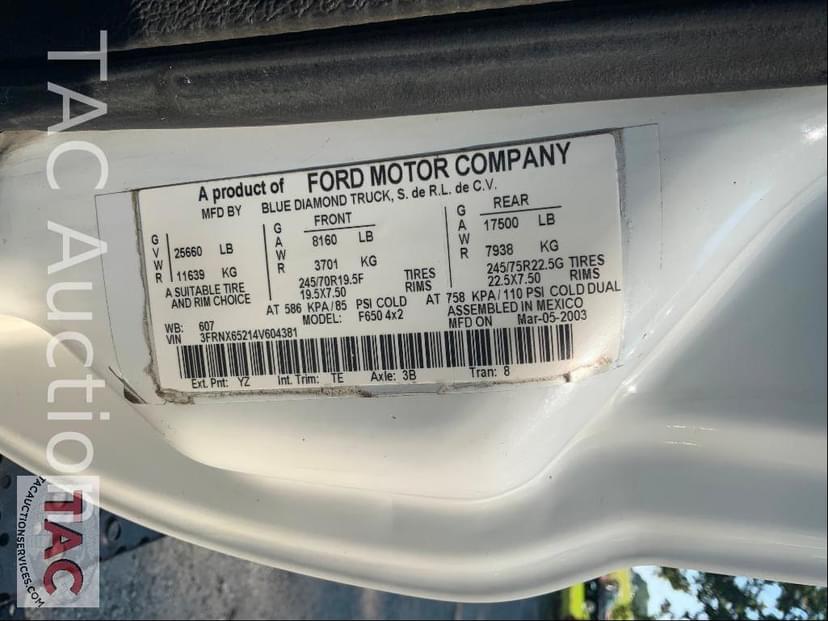 A product of FORD MOTOR COMPANY
MFD BY BLUE DIAMOND TRUCK, S. de R.L. de C.V.
GVWR 25660 LB 11639 KG
FRONT GAWR 8160 LB 3701 KG
REAR GAWR 17500 LB 7938 KG
A SUITABLE TIRE AND RIM CHOICE
245/70R19.5F TIRES
19.5X7.50 RIMS
245/75R22.5G TIRES
22.5X7.50 RIMS
AT 586 KPA/85 PSI COLD AT 758 KPA/110 PSI COLD DUAL
MODEL: F650 4x2
ASSEMBLED IN MEXICO
MFD ON Mar-05-2003
WB: 607
VIN 3FRNX65214V604381
Ext. Pnt: YZ Int. Trim: TE Axle: 3B Tran: 8
TAC Auction
TAC
TACAUCTIONSERVICES.COM